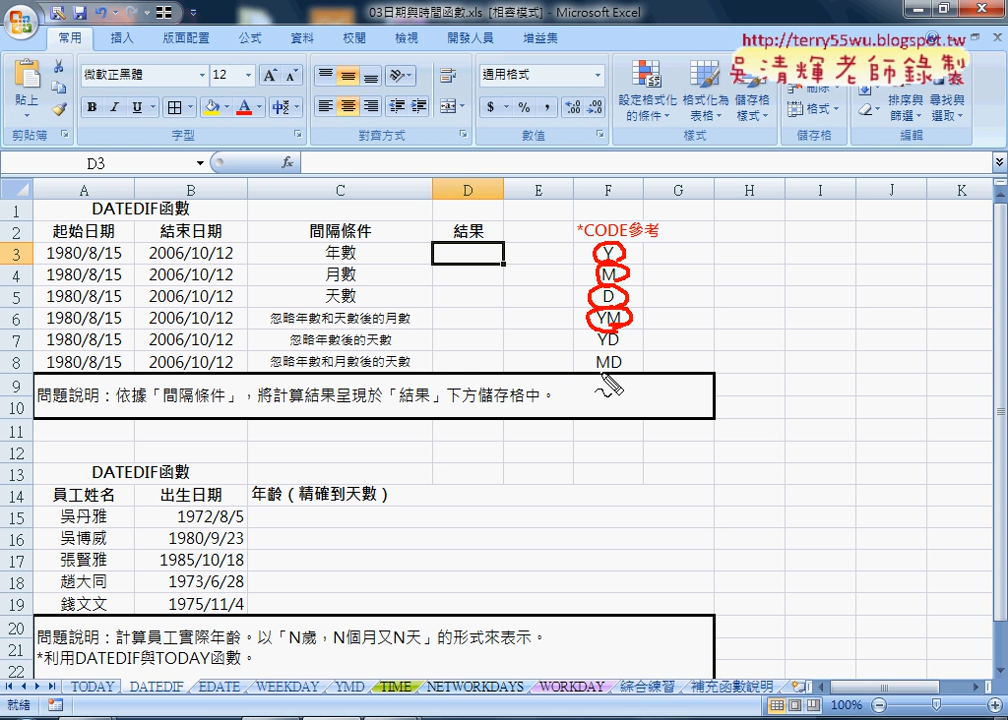 03日期與時間函數.xls [相容模式] - Microsoft Excel
常用 插入 版面配置 公式 資料 校閱 檢視 開發人員 增益集
http://terry55wu.blogspot.tw
吳清輝老師錄製
貼上
微軟正黑體 12
B I U
通用格式
$ % ,
設定格式化的條件 格式化為表格 儲存格樣式
刪除
格式
排序與篩選 尋找與選取
剪貼簿 字型 對齊方式 數值 樣式 儲存格 編輯
D3 fx
A B C D E F G H I J K
1 DATEDIF函數
2 起始日期 結束日期 間隔條件 結果 *CODE參考
3 1980/8/15 2006/10/12 年數 Y
4 1980/8/15 2006/10/12 月數 M
5 1980/8/15 2006/10/12 天數 D
6 1980/8/15 2006/10/12 忽略年數和天數後的月數 YM
7 1980/8/15 2006/10/12 忽略年數後的天數 YD
8 1980/8/15 2006/10/12 忽略年數和月數後的天數 MD
9
問題說明：依據「間隔條件」，將計算結果呈現於「結果」下方儲存格中。
10
11
12
13 DATEDIF函數
14 員工姓名 出生日期 年齡（精確到天數）
15 吳丹雅 1972/8/5
16 吳博威 1980/9/23
17 張賢雅 1985/10/18
18 趙大同 1973/6/28
19 錢文文 1975/11/4
20 問題說明：計算員工實際年齡。以「N歲，N個月又N天」的形式來表示。
21 *利用DATEDIF與TODAY函數。
22
TODAY DATEDIF EDATE WEEKDAY YMD TIME NETWORKDAYS WORKDAY 綜合練習 補充函數說明
就緒 100%